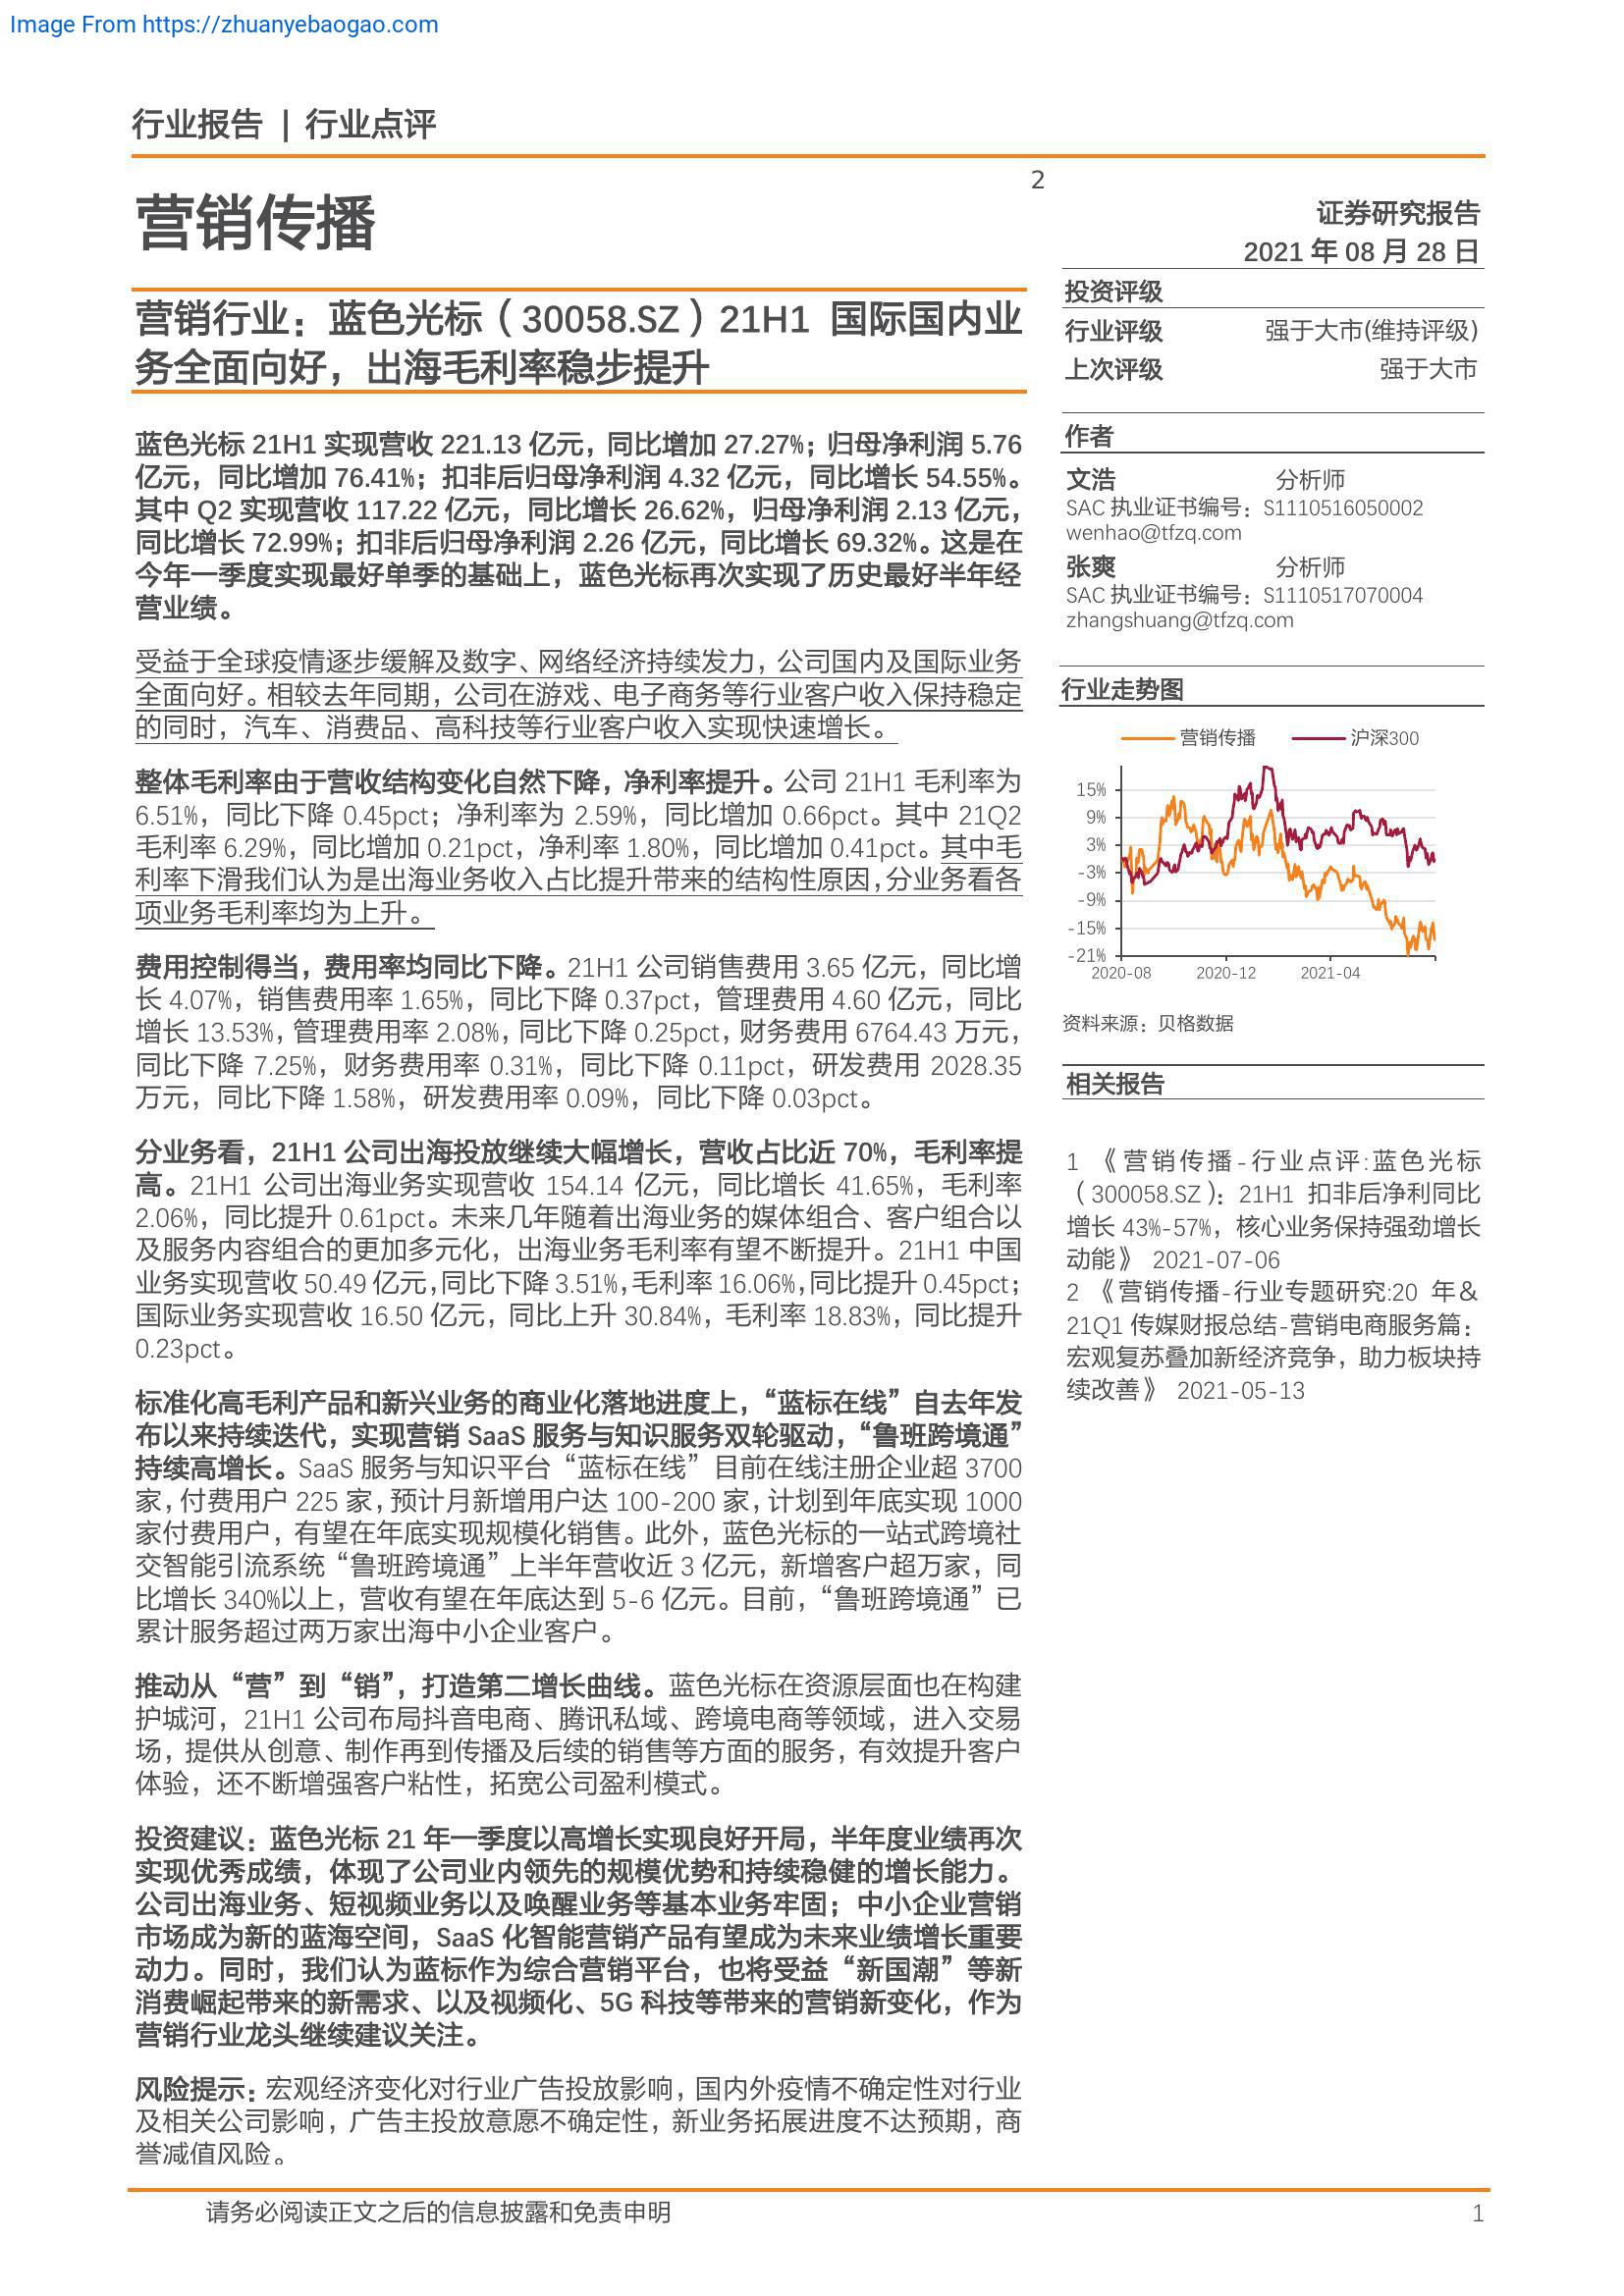 Image From https://zhuanyebaogao.com
行业报告 | 行业点评
2
营销传播
营销行业：蓝色光标（30058.SZ）21H1 国际国内业
务全面向好，出海毛利率稳步提升
蓝色光标 21H1 实现营收 221.13 亿元，同比增加 27.27%；归母净利润 5.76
亿元，同比增加 76.41%；扣非后归母净利润 4.32 亿元，同比增长 54.55%。
其中 Q2 实现营收 117.22 亿元，同比增长 26.62%，归母净利润 2.13 亿元，
同比增长 72.99%；扣非后归母净利润 2.26 亿元，同比增长 69.32%。这是在
今年一季度实现最好单季的基础上，蓝色光标再次实现了历史最好半年经
营业绩。
受益于全球疫情逐步缓解及数字、网络经济持续发力，公司国内及国际业务
全面向好。相较去年同期，公司在游戏、电子商务等行业客户收入保持稳定
的同时，汽车、消费品、高科技等行业客户收入实现快速增长。
整体毛利率由于营收结构变化自然下降，净利率提升。公司 21H1 毛利率为
6.51%，同比下降 0.45pct；净利率为 2.59%，同比增加 0.66pct。其中 21Q2
毛利率 6.29%，同比增加 0.21pct，净利率 1.80%，同比增加 0.41pct。其中毛
利率下滑我们认为是出海业务收入占比提升带来的结构性原因,分业务看各
项业务毛利率均为上升。
费用控制得当，费用率均同比下降。21H1 公司销售费用 3.65 亿元，同比增
长 4.07%，销售费用率 1.65%，同比下降 0.37pct，管理费用 4.60 亿元，同比
增长 13.53%，管理费用率 2.08%，同比下降 0.25pct，财务费用 6764.43 万元，
同比下降 7.25%，财务费用率 0.31%，同比下降 0.11pct，研发费用 2028.35
万元，同比下降 1.58%，研发费用率 0.09%，同比下降 0.03pct。
分业务看，21H1 公司出海投放继续大幅增长，营收占比近 70%，毛利率提
高。21H1 公司出海业务实现营收 154.14 亿元，同比增长 41.65%，毛利率
2.06%，同比提升 0.61pct。未来几年随着出海业务的媒体组合、客户组合以
及服务内容组合的更加多元化，出海业务毛利率有望不断提升。21H1 中国
业务实现营收 50.49 亿元，同比下降 3.51%，毛利率 16.06%，同比提升 0.45pct；
国际业务实现营收 16.50 亿元，同比上升 30.84%，毛利率 18.83%，同比提升
0.23pct。
标准化高毛利产品和新兴业务的商业化落地进度上，“蓝标在线”自去年发
布以来持续迭代，实现营销 SaaS 服务与知识服务双轮驱动，“鲁班跨境通”
持续高增长。SaaS 服务与知识平台“蓝标在线”目前在线注册企业超 3700
家，付费用户 225 家，预计月新增用户达 100-200 家，计划到年底实现 1000
家付费用户，有望在年底实现规模化销售。此外，蓝色光标的一站式跨境社
交智能引流系统“鲁班跨境通”上半年营收近 3 亿元，新增客户超万家，同
比增长 340%以上，营收有望在年底达到 5-6 亿元。目前，“鲁班跨境通”已
累计服务超过两万家出海中小企业客户。
推动从“营”到“销”，打造第二增长曲线。蓝色光标在资源层面也在构建
护城河，21H1 公司布局抖音电商、腾讯私域、跨境电商等领域，进入交易
场，提供从创意、制作再到传播及后续的销售等方面的服务，有效提升客户
体验，还不断增强客户粘性，拓宽公司盈利模式。
投资建议：蓝色光标 21 年一季度以高增长实现良好开局，半年度业绩再次
实现优秀成绩，体现了公司业内领先的规模优势和持续稳健的增长能力。
公司出海业务、短视频业务以及唤醒业务等基本业务牢固；中小企业营销
市场成为新的蓝海空间，SaaS 化智能营销产品有望成为未来业绩增长重要
动力。同时，我们认为蓝标作为综合营销平台，也将受益“新国潮”等新
消费崛起带来的新需求、以及视频化、5G 科技等带来的营销新变化，作为
营销行业龙头继续建议关注。
风险提示：宏观经济变化对行业广告投放影响，国内外疫情不确定性对行业
及相关公司影响，广告主投放意愿不确定性，新业务拓展进度不达预期，商
誉减值风险。
证券研究报告
2021 年 08 月 28 日
投资评级
行业评级 强于大市(维持评级)
上次评级 强于大市
作者
文浩 分析师
SAC 执业证书编号：S1110516050002
wenhao@tfzq.com
张爽 分析师
SAC 执业证书编号：S1110517070004
zhangshuang@tfzq.com
行业走势图
营销传播 沪深300
15%
9%
3%
-3%
-9%
-15%
-21%
2020-08 2020-12 2021-04
资料来源：贝格数据
相关报告
1 《营销传播-行业点评:蓝色光标
（300058.SZ）：21H1 扣非后净利同比
增长 43%-57%，核心业务保持强劲增长
动能》 2021-07-06
2 《营销传播-行业专题研究:20 年&
21Q1 传媒财报总结-营销电商服务篇：
宏观复苏叠加新经济竞争，助力板块持
续改善》 2021-05-13
请务必阅读正文之后的信息披露和免责申明 1